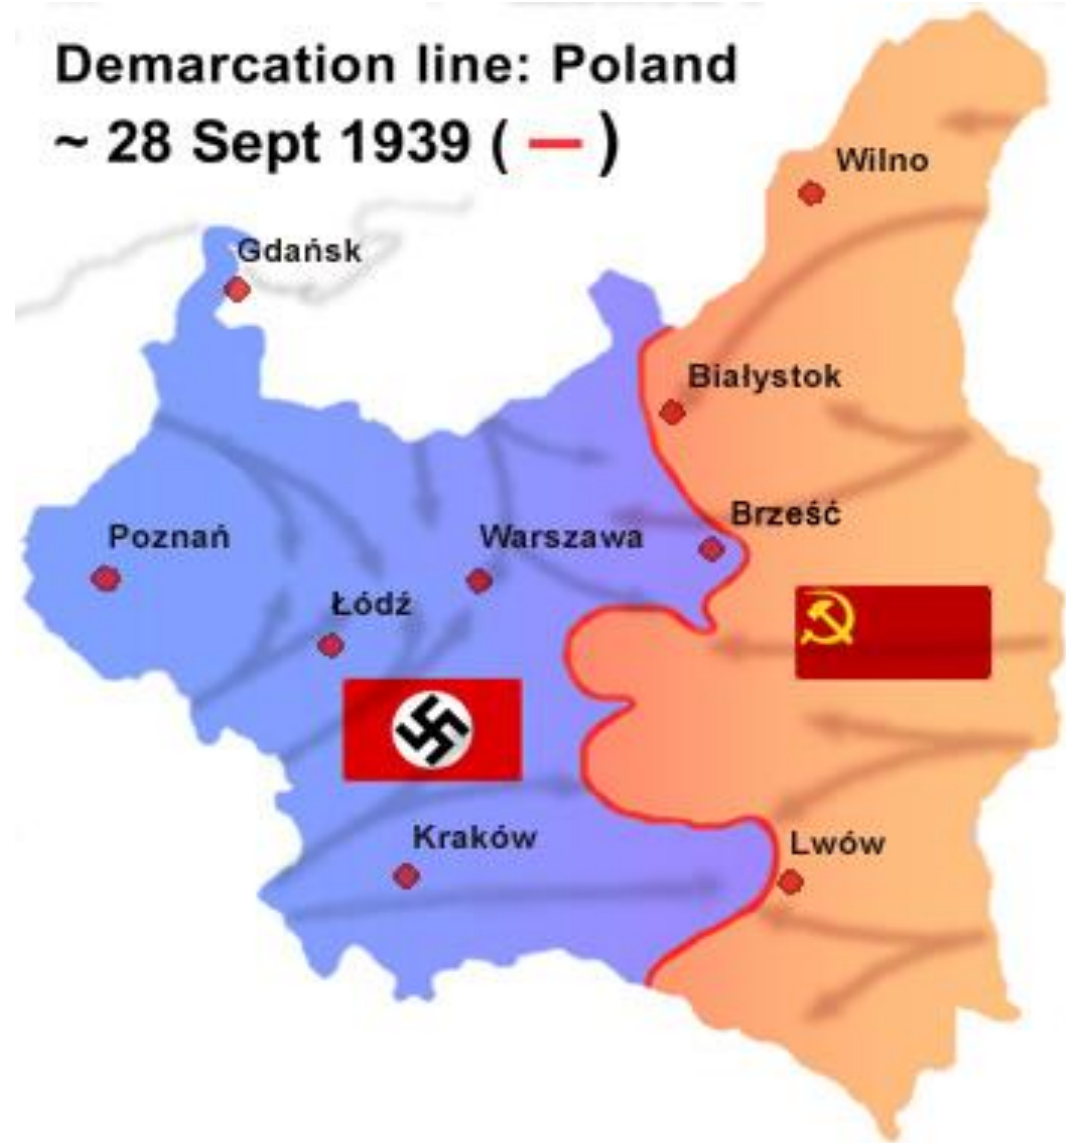 Demarcation line: Poland
~ 28 Sept 1939 ( — )
Wilno
Gdańsk
Białystok
Brześć
Poznań
Warszawa
Łódź
Kraków
Lwów